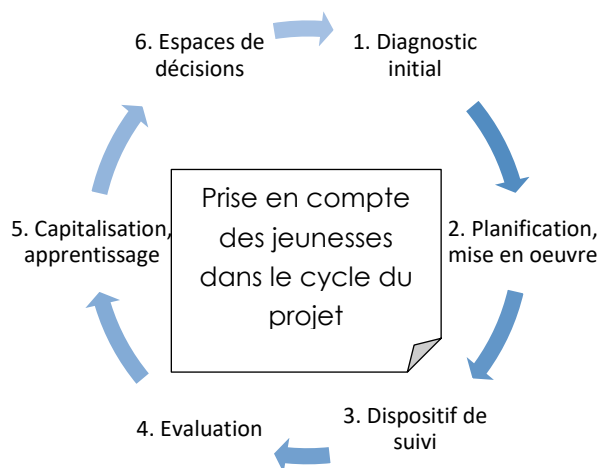 6. Espaces de
décisions
1. Diagnostic
initial
2. Planification,
mise en oeuvre
3. Dispositif de
suivi
4. Evaluation
5. Capitalisation,
apprentissage
Prise en compte
des jeunesses
dans le cycle du
projet